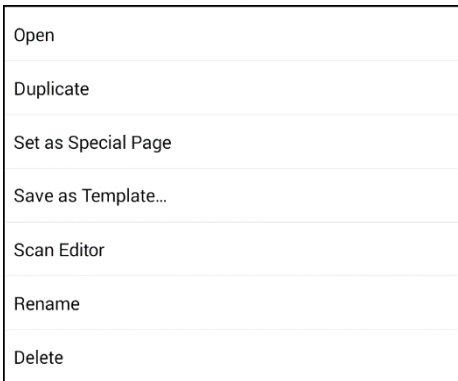 Open
Duplicate
Set as Special Page
Save as Template...
Scan Editor
Rename
Delete